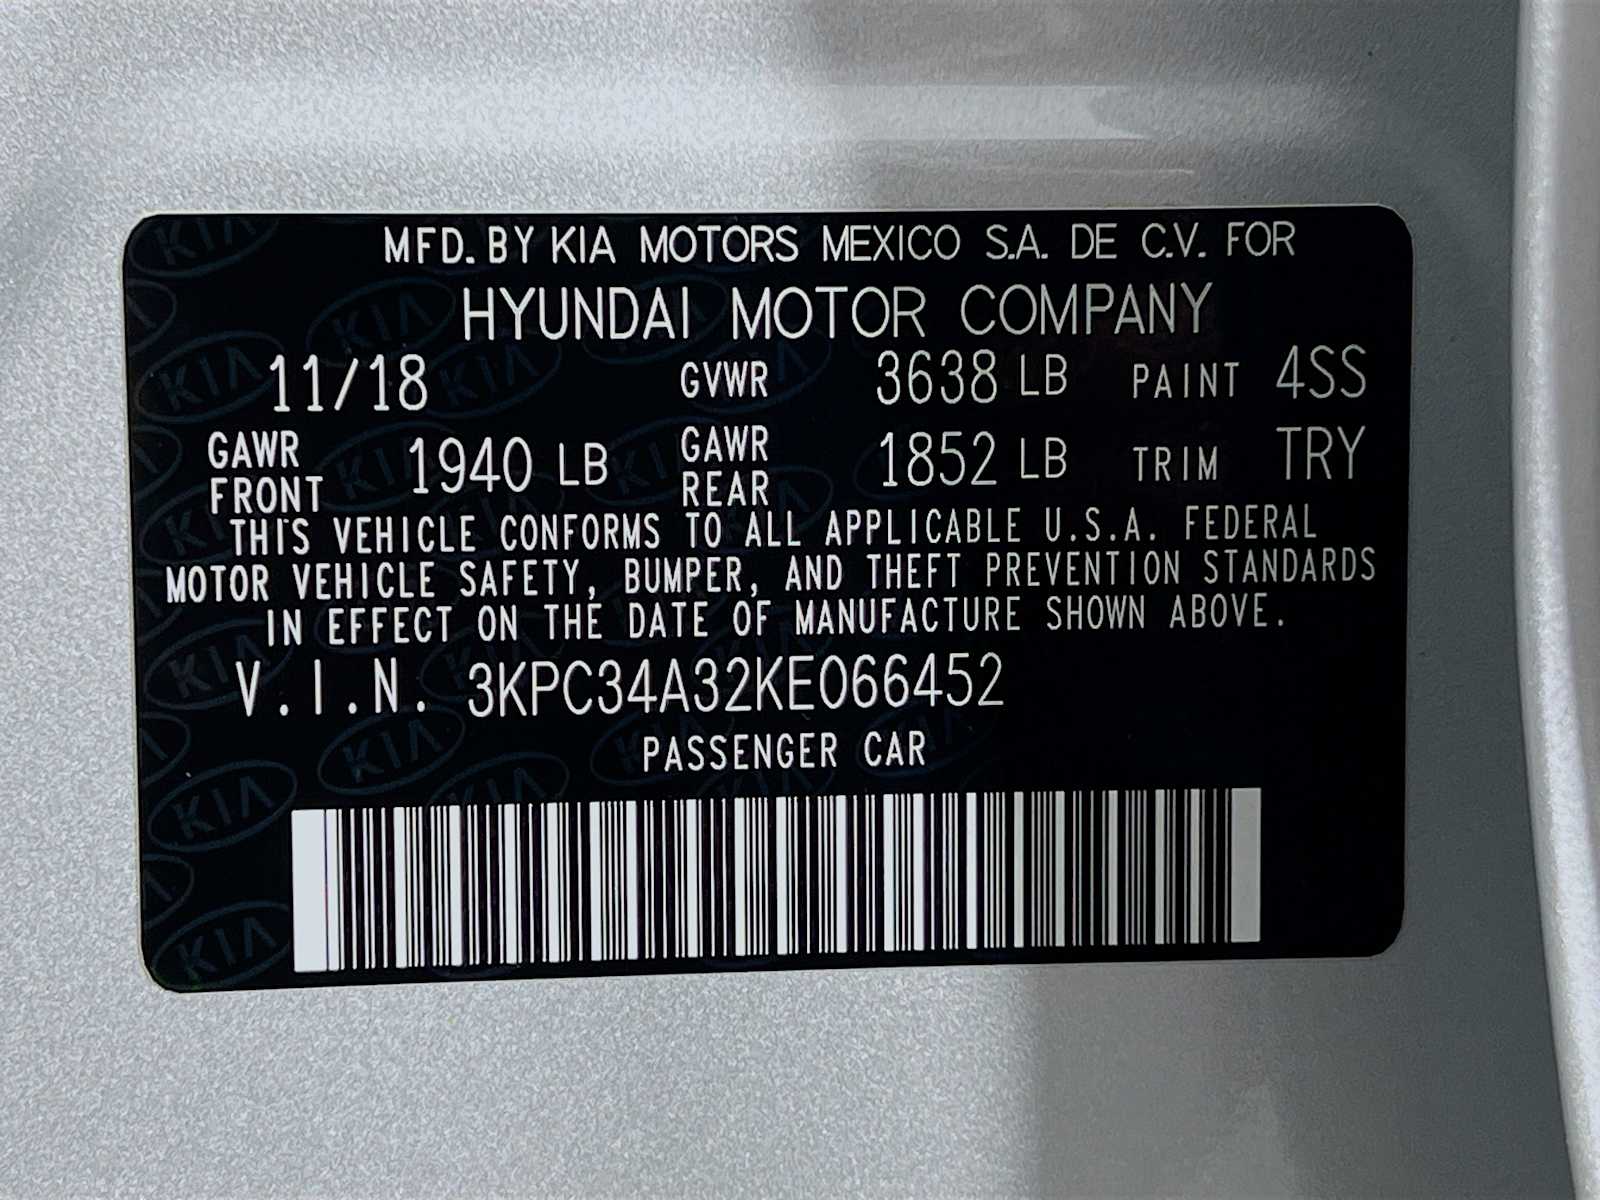 MFD. BY KIA MOTORS MEXICO S.A. DE C.V. FOR
HYUNDAI MOTOR COMPANY
11/18 GVWR 3638 LB PAINT 4SS
GAWR FRONT 1940 LB GAWR REAR 1852 LB TRIM TRY
THIS VEHICLE CONFORMS TO ALL APPLICABLE U.S.A. FEDERAL
MOTOR VEHICLE SAFETY, BUMPER, AND THEFT PREVENTION STANDARDS
IN EFFECT ON THE DATE OF MANUFACTURE SHOWN ABOVE.
V.I.N. 3KPC34A32KE066452
PASSENGER CAR